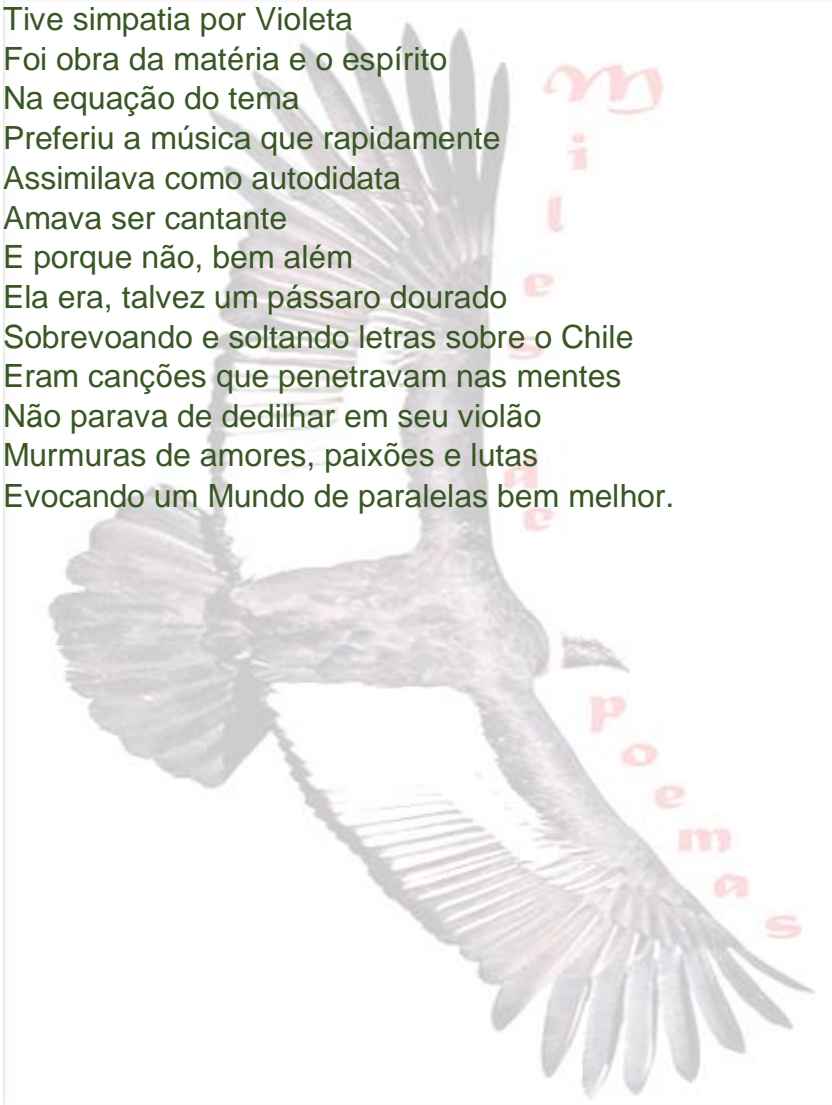 Tive simpatia por Violeta
Foi obra da matéria e o espírito
Na equação do tema
Preferiu a música que rapidamente
Assimilava como autodidata
Amava ser cantante
E porque não, bem além
Ela era, talvez um pássaro dourado
Sobrevoando e soltando letras sobre o Chile
Eram canções que penetravam nas mentes
Não parava de dedilhar em seu violão
Murmuras de amores, paixões e lutas
Evocando um Mundo de paralelas bem melhor.
Miles de poemas